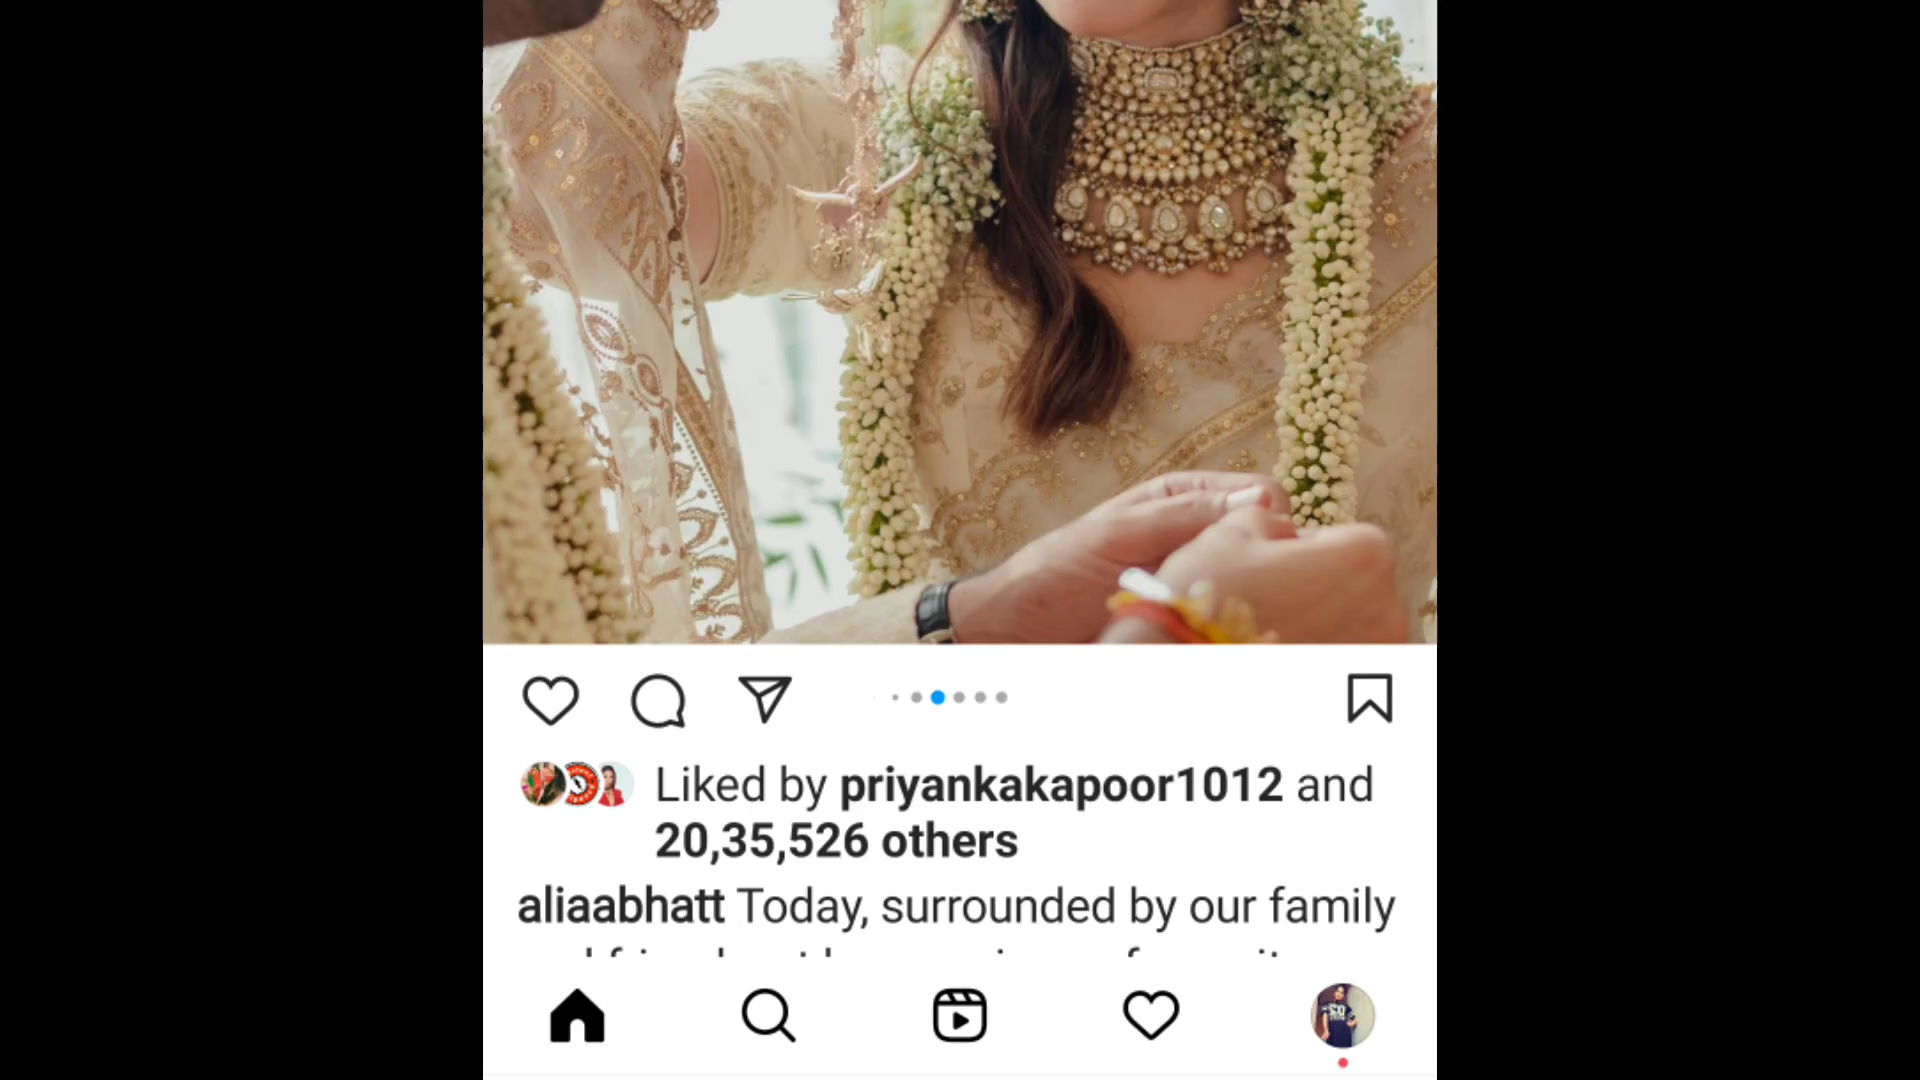 Liked by priyankakapoor1012 and
20,35,526 others
aliaabhatt Today, surrounded by our family